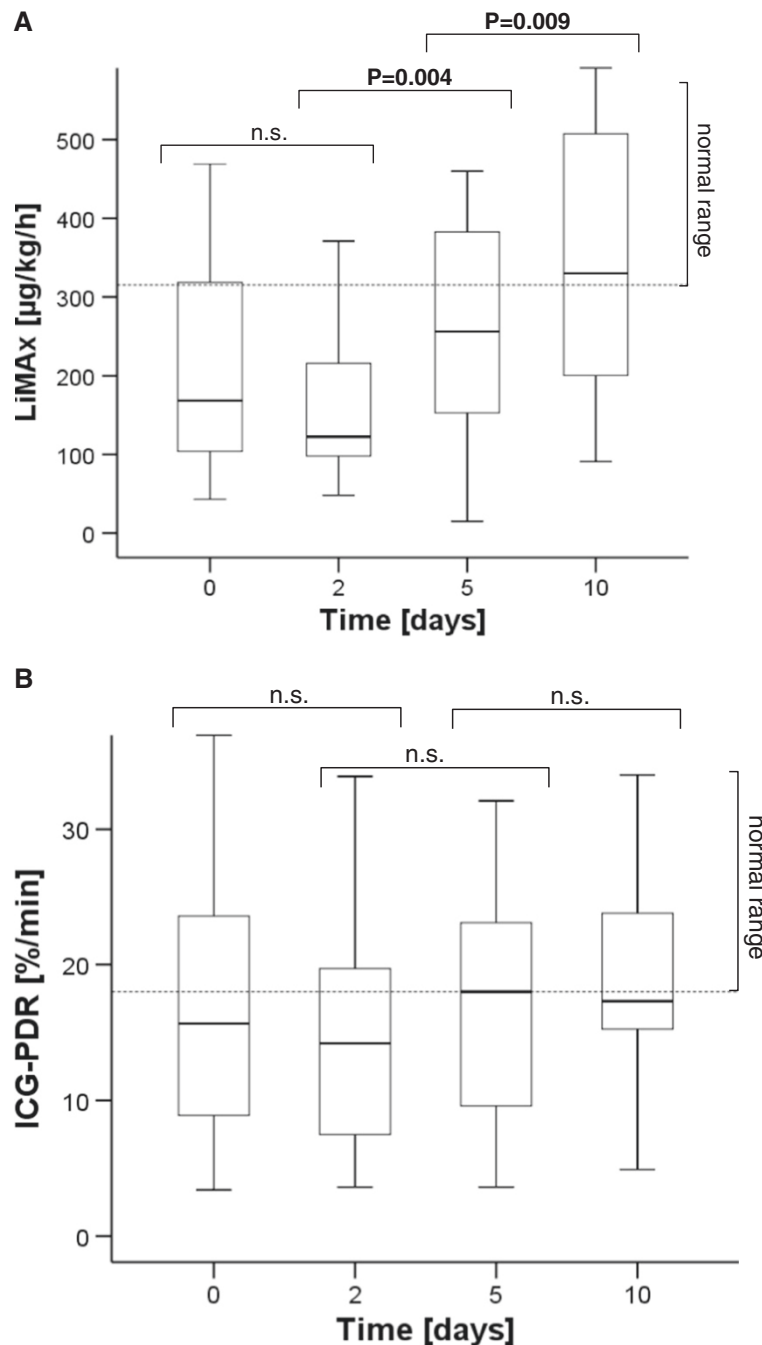 A
P=0.009
P=0.004
n.s.
normal range
LiMAx [µg/kg/h]
500
400
300
200
100
0
0 2 5 10
Time [days]
B
n.s. n.s.
n.s.
normal range
ICG-PDR [%/min]
30
20
10
0
0 2 5 10
Time [days]